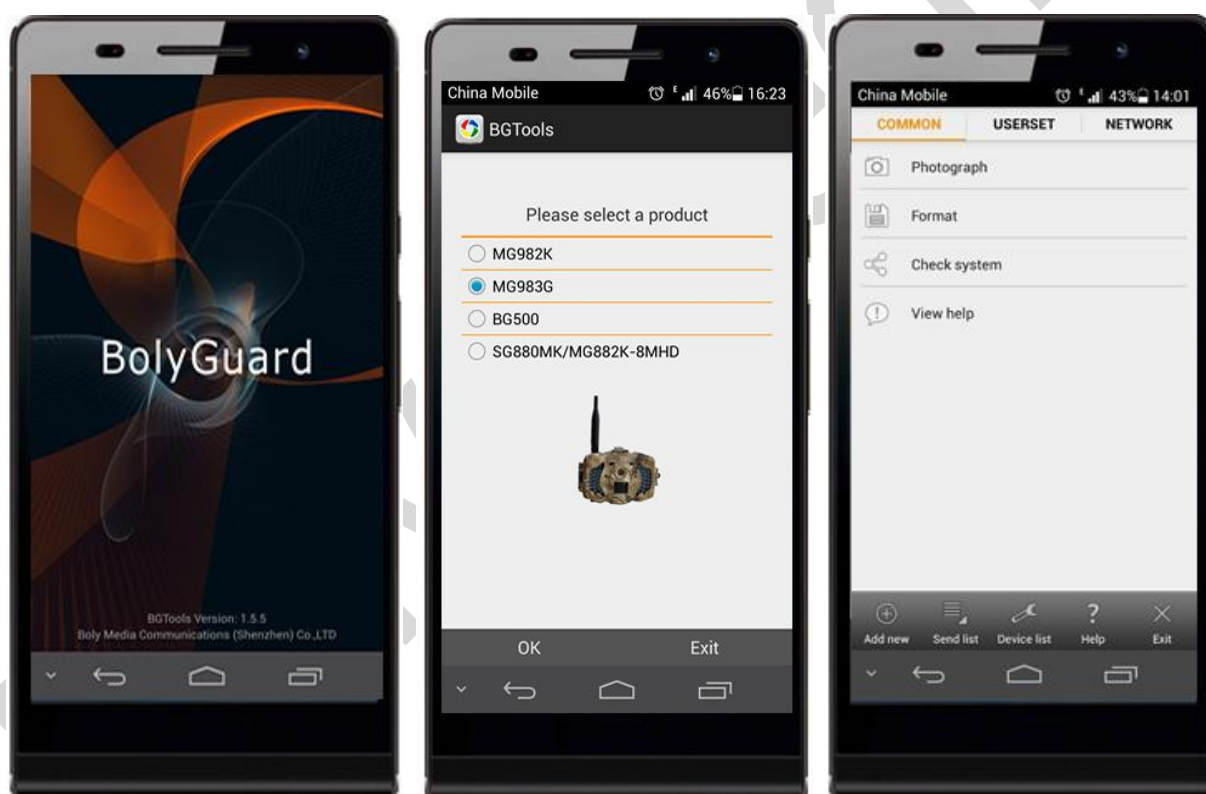 BolyGuard
BGTools Version: 1.5.5
Boly Media Communications (Shenzhen) Co.,LTD
China Mobile E 46% 16:23
BGTools
Please select a product
MG982K
MG983G
BG500
SG880MK/MG882K-8MHD
OK Exit
China Mobile E 43% 14:01
COMMON USERSET NETWORK
Photograph
Format
Check system
View help
Add new Send list Device list Help Exit